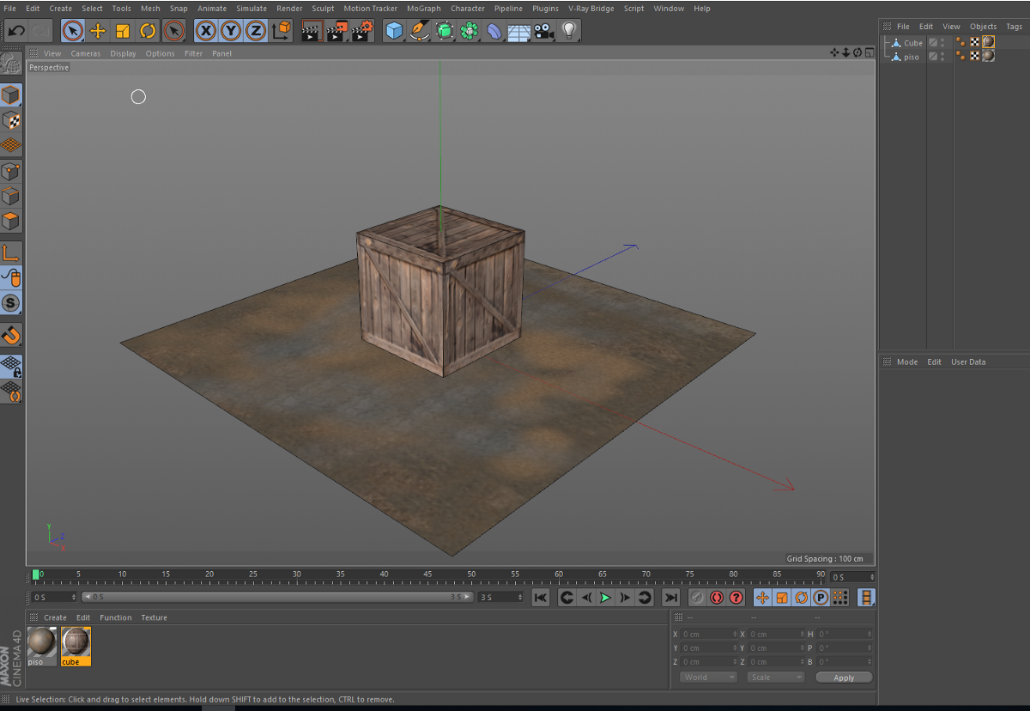 File Edit Create Select Tools Mesh Snap Animate Simulate Render Sculpt Motion Tracker MoGraph Character Pipeline Plugins V-Ray Bridge Script Window Help
File Edit View Objects Tags
View Cameras Display Options Filter Panel
Cube
piso
Perspective
X Y Z
S
Mode Edit User Data
Y
Z
X
Grid Spacing : 100 cm
0 5 10 15 20 25 30 35 40 45 50 55 60 65 70 75 80 85 90 0 S
0 S 0 S 3 S 3 S
P
Create Edit Function Texture
-- -- --
X 0 cm X 0 cm H 0 °
Y 0 cm Y 0 cm P 0 °
Z 0 cm Z 0 cm B 0 °
piso cube
World Scale Apply
MAXON
CINEMA 4D
Live Selection: Click and drag to select elements. Hold down SHIFT to add to the selection, CTRL to remove.